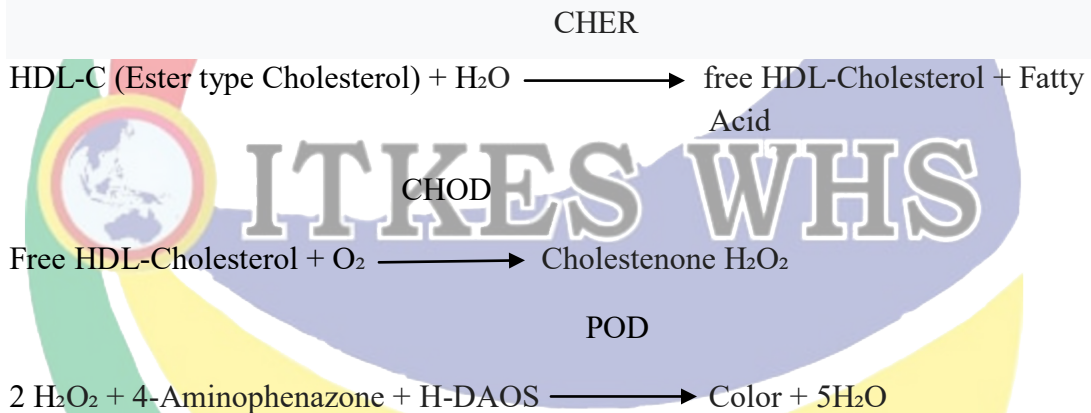 CHER
HDL-C (Ester type Cholesterol) + H₂O ⟶ free HDL-Cholesterol + Fatty
Acid
ITKES WHS
CHOD
Free HDL-Cholesterol + O₂ ⟶ Cholestenone H₂O₂
POD
2 H₂O₂ + 4-Aminophenazone + H-DAOS ⟶ Color + 5H₂O